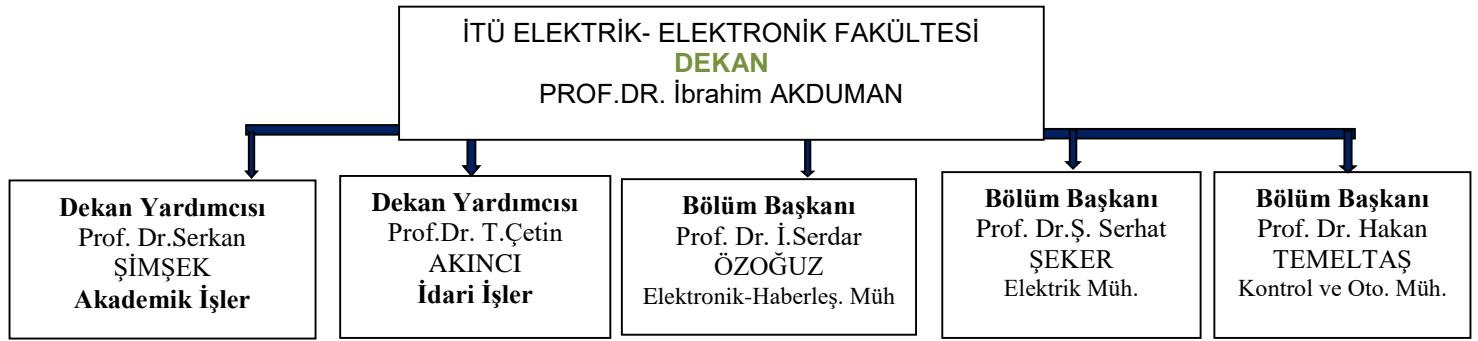 İTÜ ELEKTRİK- ELEKTRONİK FAKÜLTESİ
DEKAN
PROF.DR. İbrahim AKDUMAN
Dekan Yardımcısı
Prof. Dr.Serkan
ŞİMŞEK
Akademik İşler
Dekan Yardımcısı
Prof.Dr. T.Çetin
AKINCI
İdari İşler
Bölüm Başkanı
Prof. Dr. İ.Serdar
ÖZOĞUZ
Elektronik-Haberleş. Müh
Bölüm Başkanı
Prof. Dr.Ş. Serhat
ŞEKER
Elektrik Müh.
Bölüm Başkanı
Prof. Dr. Hakan
TEMELTAŞ
Kontrol ve Oto. Müh.